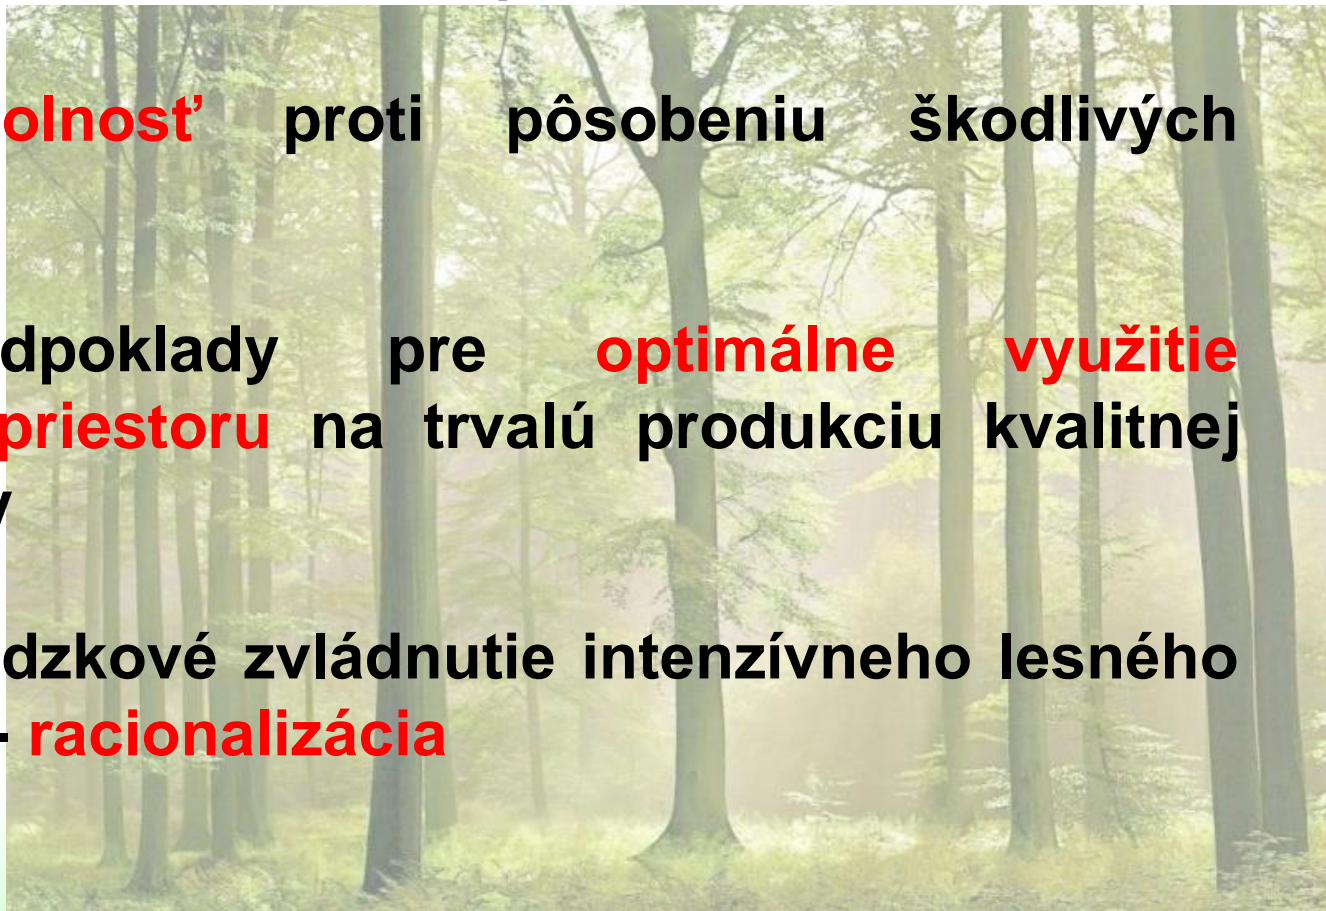 olnosť proti pôsobeniu škodlivých
dpoklady pre optimálne využitie
priestoru na trvalú produkciu kvalitnej
y
dzkové zvládnutie intenzívneho lesného
- racionalizácia